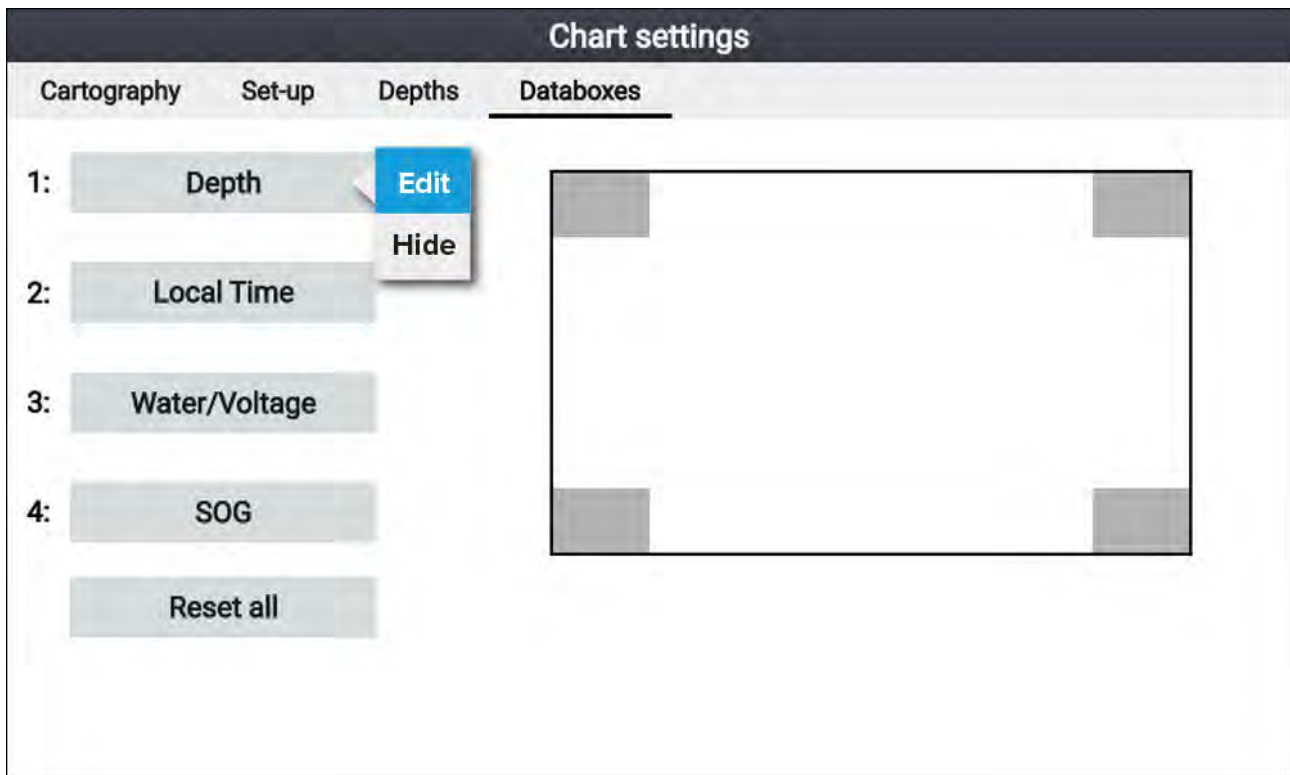 Chart settings
Cartography Set-up Depths Databoxes
1: Depth Edit
Hide
2: Local Time
3: Water/Voltage
4: SOG
Reset all